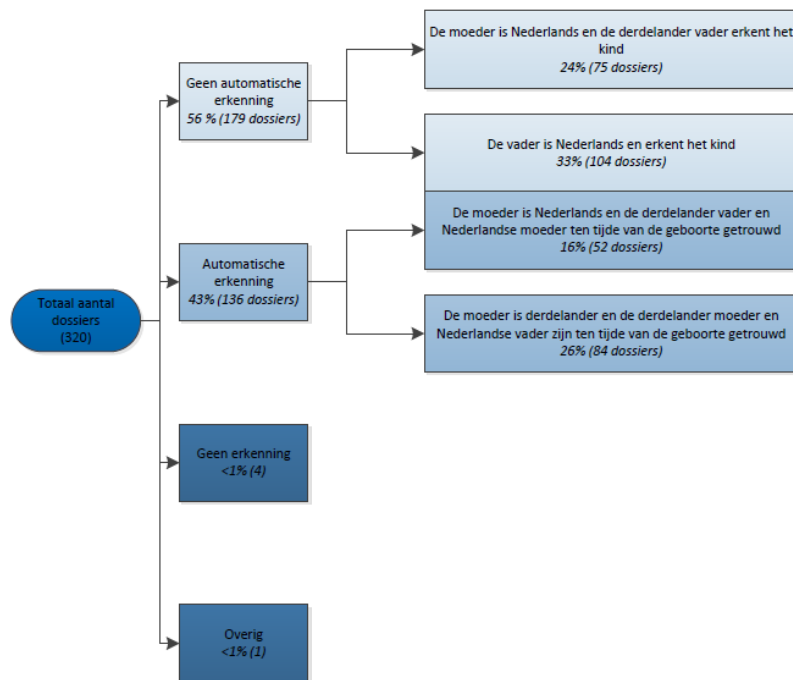 De moeder is Nederlands en de derdelander vader erkent het
kind
24% (75 dossiers)
Geen automatische
erkenning
56 % (179 dossiers)
De vader is Nederlands en erkent het kind
33% (104 dossiers)
De moeder is Nederlands en de derdelander vader en
Nederlandse moeder ten tijde van de geboorte getrouwd
16% (52 dossiers)
Automatische
erkenning
43% (136 dossiers)
Totaal aantal
dossiers
(320)
De moeder is derdelander en de derdelander moeder en
Nederlandse vader zijn ten tijde van de geboorte getrouwd
26% (84 dossiers)
Geen erkenning
<1% (4)
Overig
<1% (1)